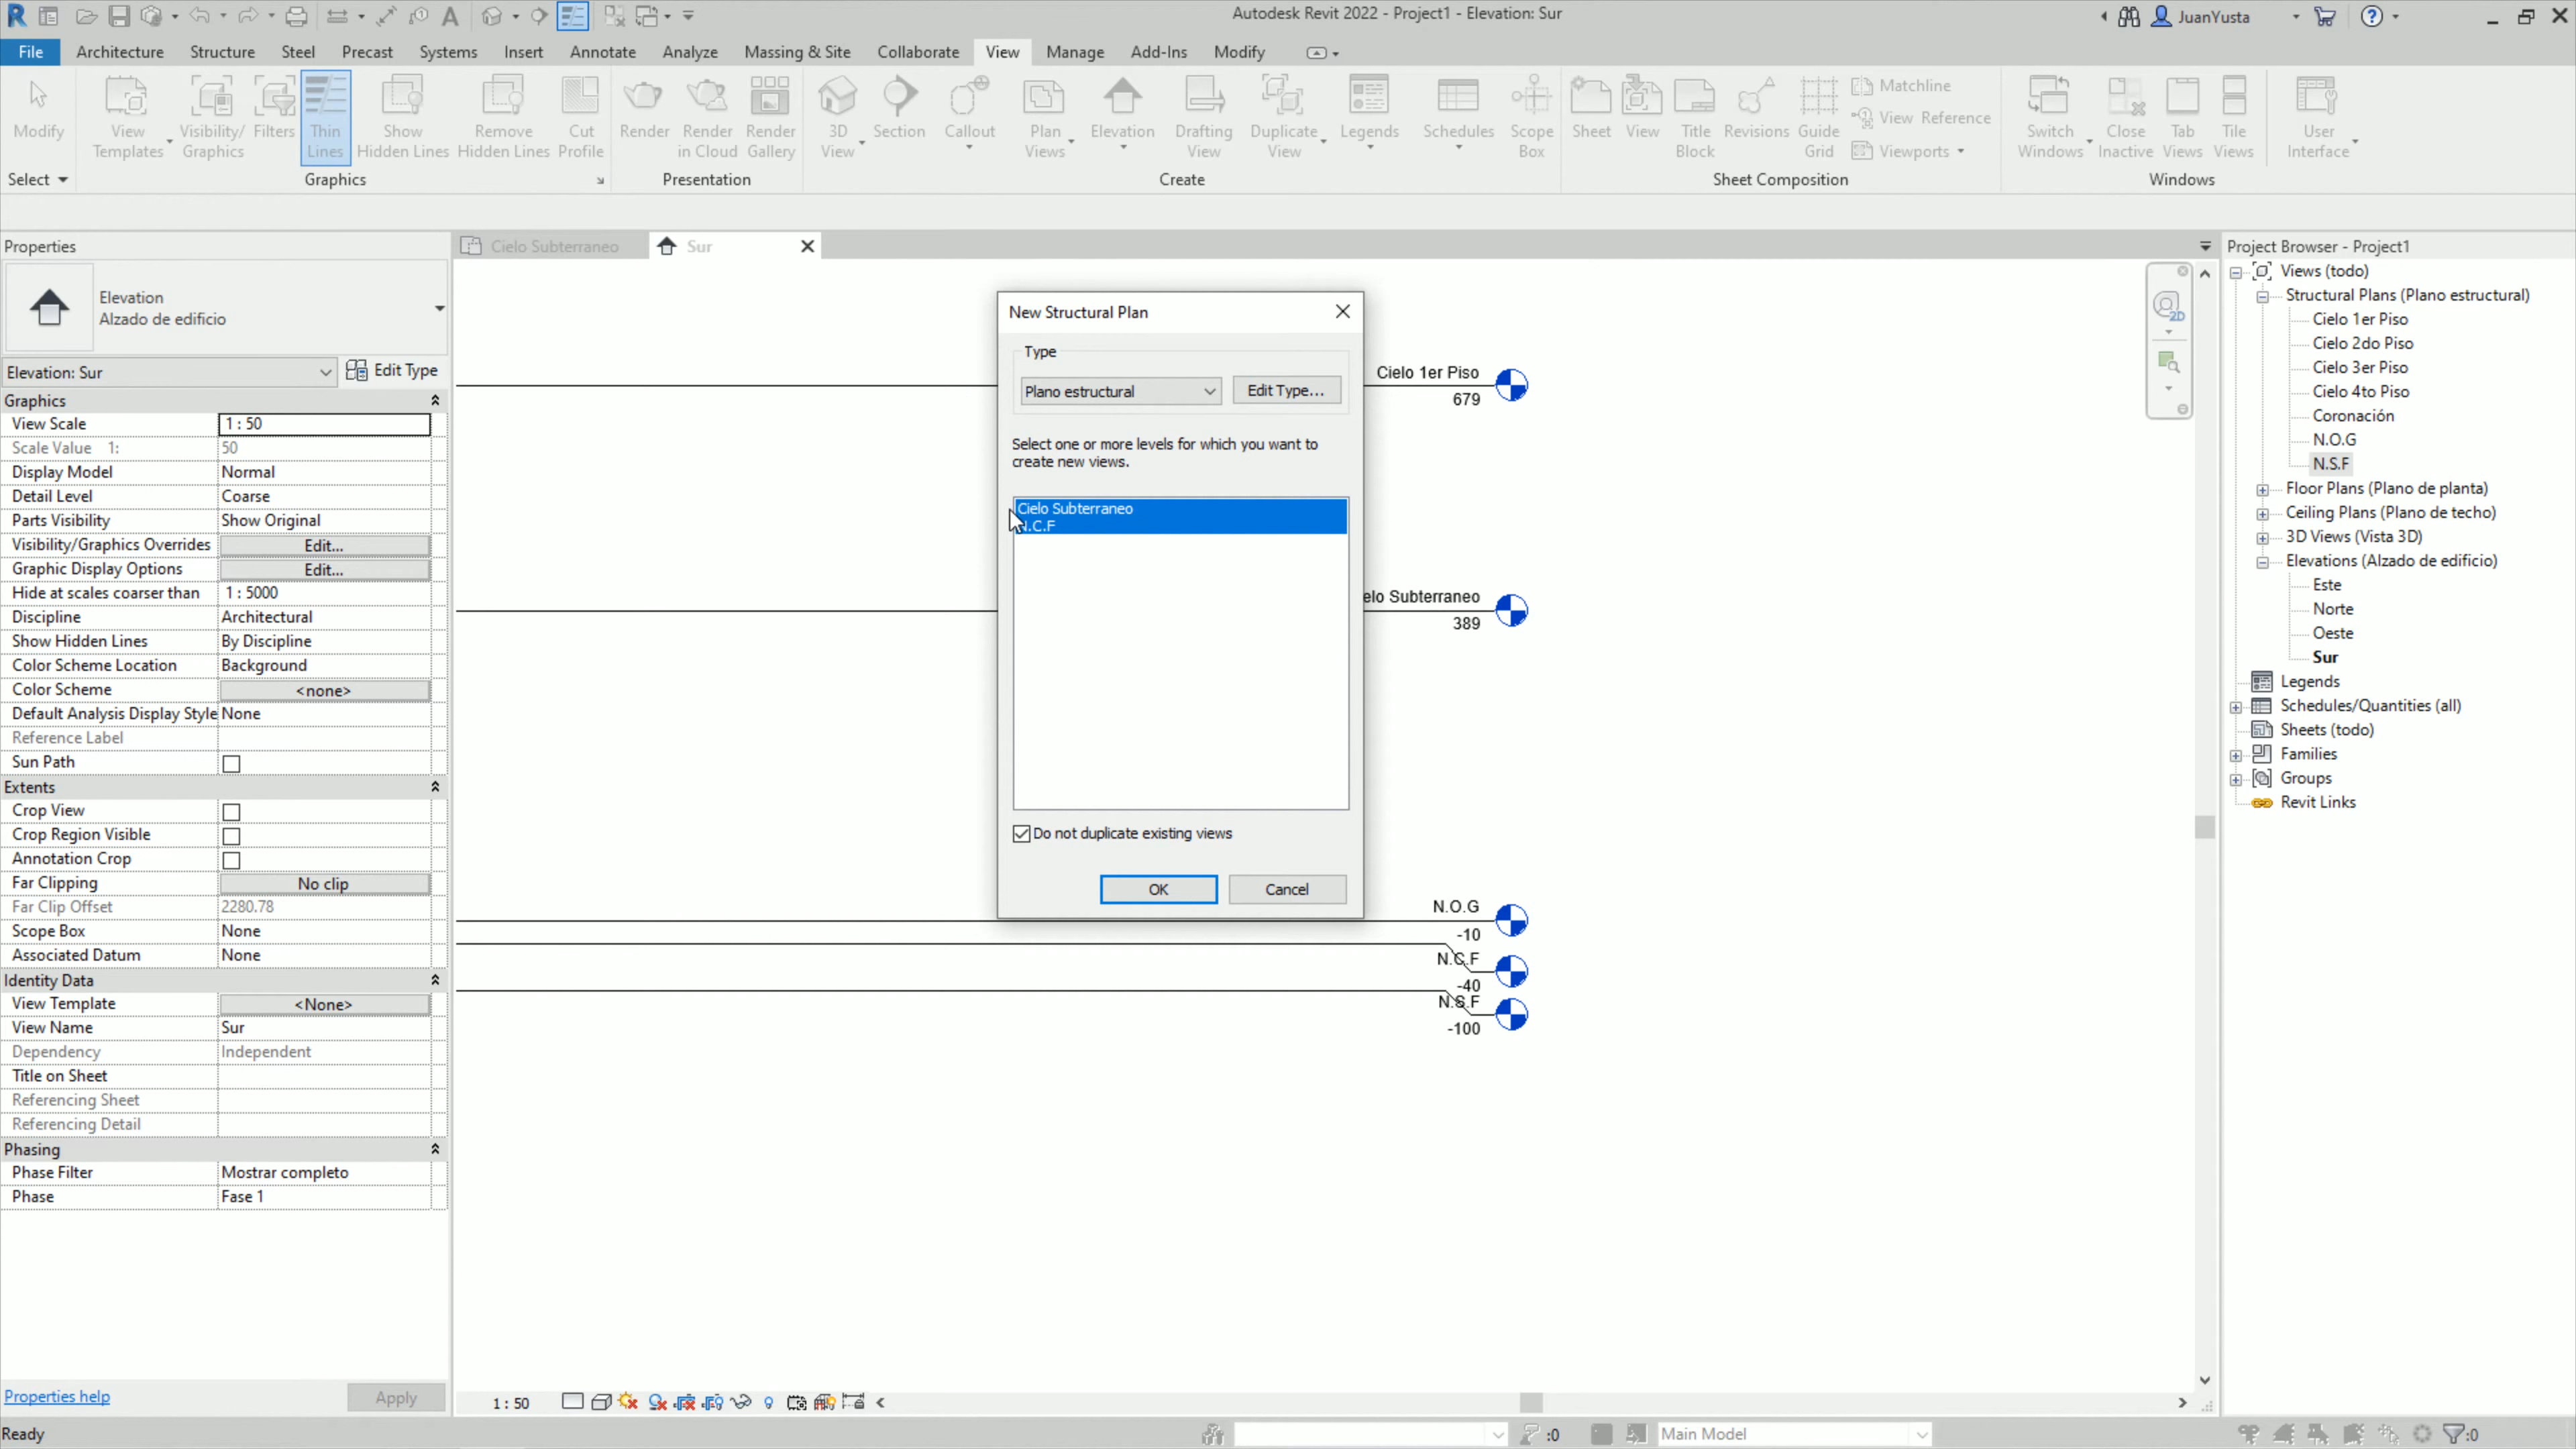 Autodesk Revit 2022 - Project1 - Elevation: Sur
JuanYusta
File Architecture Structure Steel Precast Systems Insert Annotate Analyze Massing & Site Collaborate View Manage Add-Ins Modify
Modify
View Templates
Visibility/ Graphics
Filters
Thin Lines
Show Hidden Lines
Remove Hidden Lines
Cut Profile
Render
Render in Cloud
Render Gallery
3D View
Section
Callout
Plan Views
Elevation
Drafting View
Duplicate View
Legends
Schedules
Scope Box
Sheet
View
Title Block
Revisions
Guide Grid
Matchline
View Reference
Viewports
Switch Windows
Close Inactive
Tab Views
Tile Views
User Interface
Select Graphics Presentation Create Sheet Composition Windows
Properties
Elevation
Alzado de edificio
Elevation: Sur Edit Type
Graphics
View Scale 1 : 50
Scale Value 1: 50
Display Model Normal
Detail Level Coarse
Parts Visibility Show Original
Visibility/Graphics Overrides Edit...
Graphic Display Options Edit...
Hide at scales coarser than 1 : 5000
Discipline Architectural
Show Hidden Lines By Discipline
Color Scheme Location Background
Color Scheme <none>
Default Analysis Display Style None
Reference Label
Sun Path
Extents
Crop View
Crop Region Visible
Annotation Crop
Far Clipping No clip
Far Clip Offset 2280.78
Scope Box None
Associated Datum None
Identity Data
View Template <None>
View Name Sur
Dependency Independent
Title on Sheet
Referencing Sheet
Referencing Detail
Phasing
Phase Filter Mostrar completo
Phase Fase 1
Properties help Apply
Cielo Subterraneo Sur
New Structural Plan
Type
Plano estructural Edit Type...
Select one or more levels for which you want to
create new views.
Cielo Subterraneo
N.C.F
Do not duplicate existing views
OK Cancel
Cielo 1er Piso
679
elo Subterraneo
389
N.O.G
-10
N.C.F
-40
N.S.F
-100
2D
Project Browser - Project1
Views (todo)
Structural Plans (Plano estructural)
Cielo 1er Piso
Cielo 2do Piso
Cielo 3er Piso
Cielo 4to Piso
Coronación
N.O.G
N.S.F
Floor Plans (Plano de planta)
Ceiling Plans (Plano de techo)
3D Views (Vista 3D)
Elevations (Alzado de edificio)
Este
Norte
Oeste
Sur
Legends
Schedules/Quantities (all)
Sheets (todo)
Families
Groups
Revit Links
1 : 50
Ready
:0
Main Model
:0